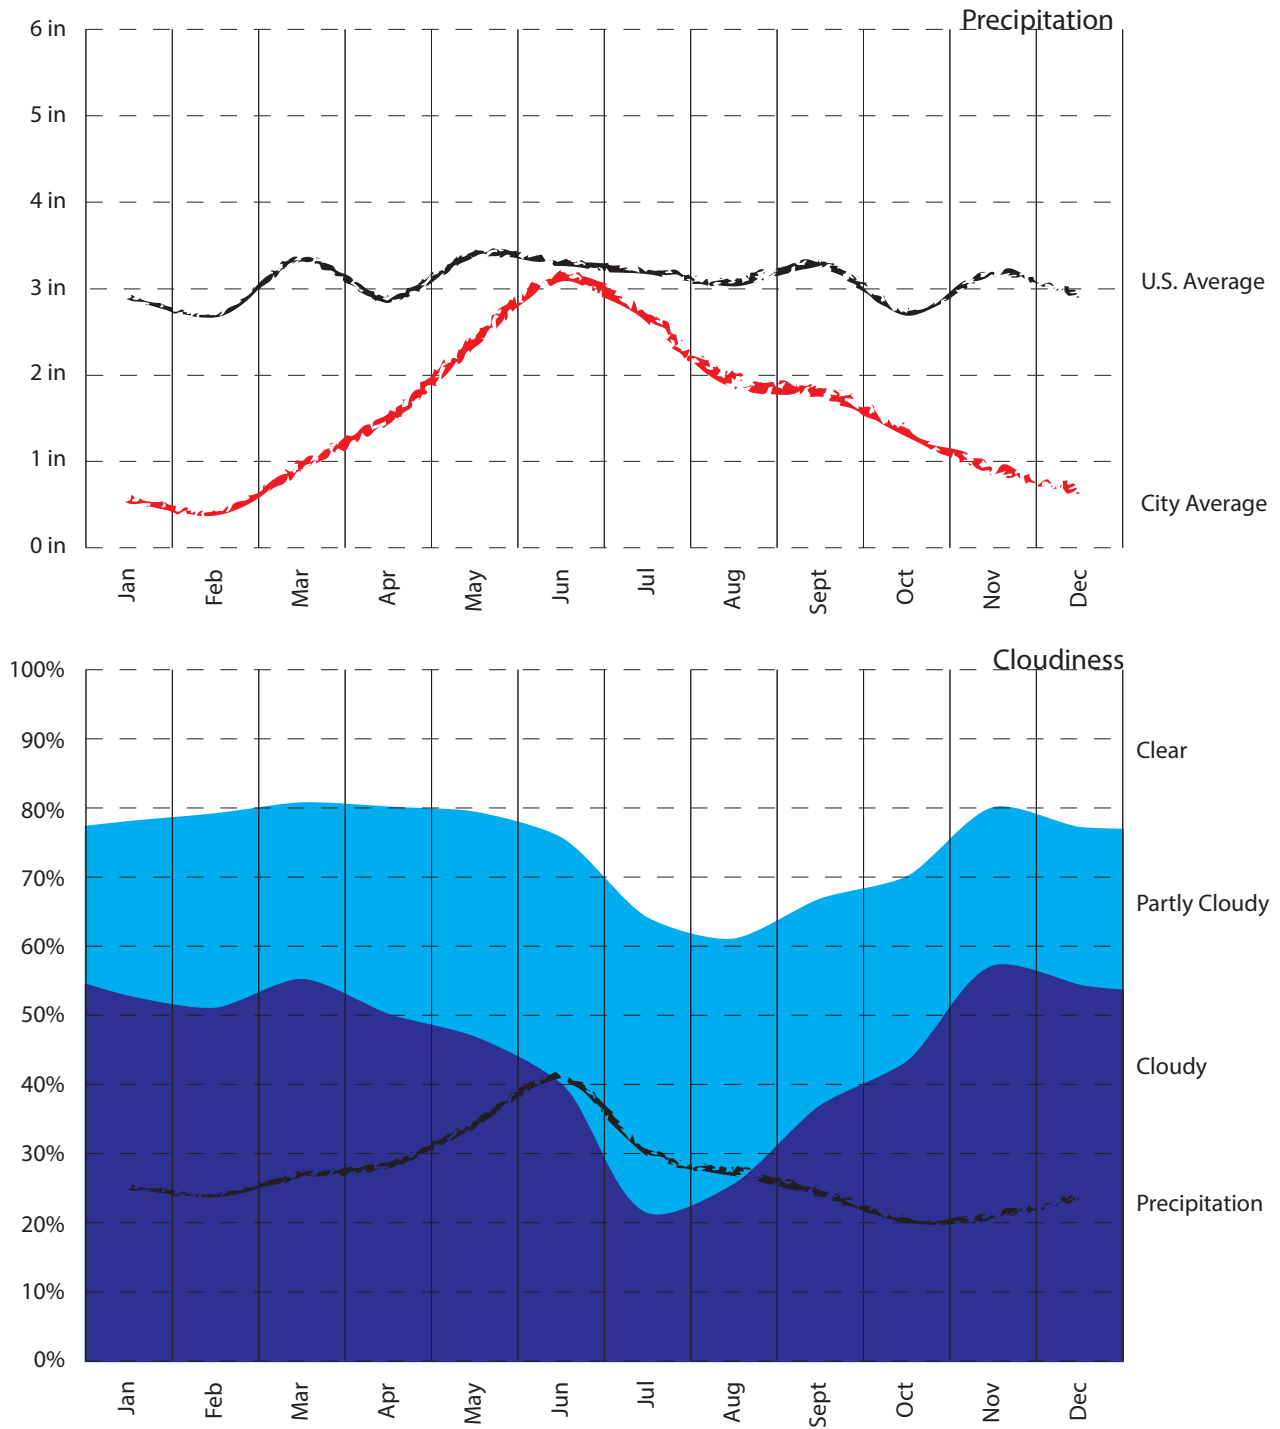 Precipitation
6 in
5 in
4 in
3 in
2 in
1 in
0 in
U.S. Average
City Average
Jan
Feb
Mar
Apr
May
Jun
Jul
Aug
Sept
Oct
Nov
Dec
Cloudiness
100%
90%
80%
70%
60%
50%
40%
30%
20%
10%
0%
Clear
Partly Cloudy
Cloudy
Precipitation
Jan
Feb
Mar
Apr
May
Jun
Jul
Aug
Sept
Oct
Nov
Dec